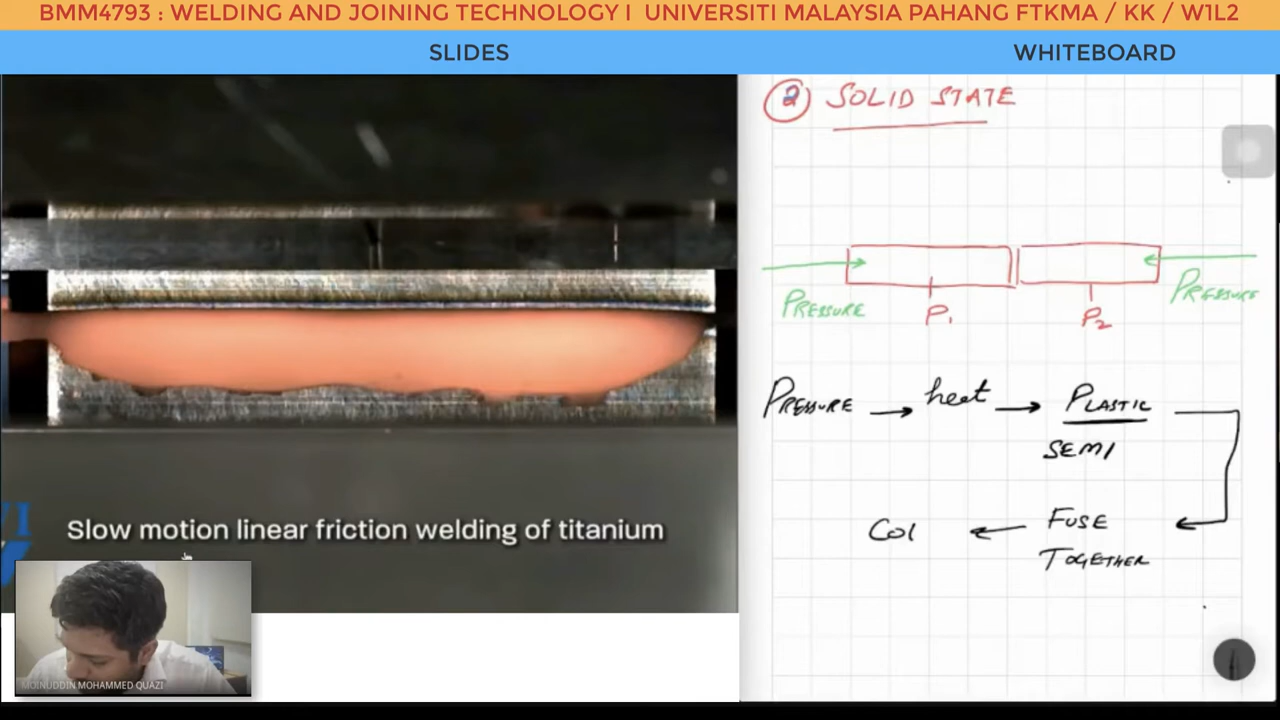 BMM4793 : WELDING AND JOINING TECHNOLOGY I UNIVERSITI MALAYSIA PAHANG FTKMA / KK / W1L2
SLIDES
WHITEBOARD
Slow motion linear friction welding of titanium
MOINUDDIN MOHAMMED QUAZI
2 SOLID STATE
PRESSURE
PRESSURE
P1
P2
PRESSURE → heat → PLASTIC
SEMI
Col ← FUSE
TOGETHER